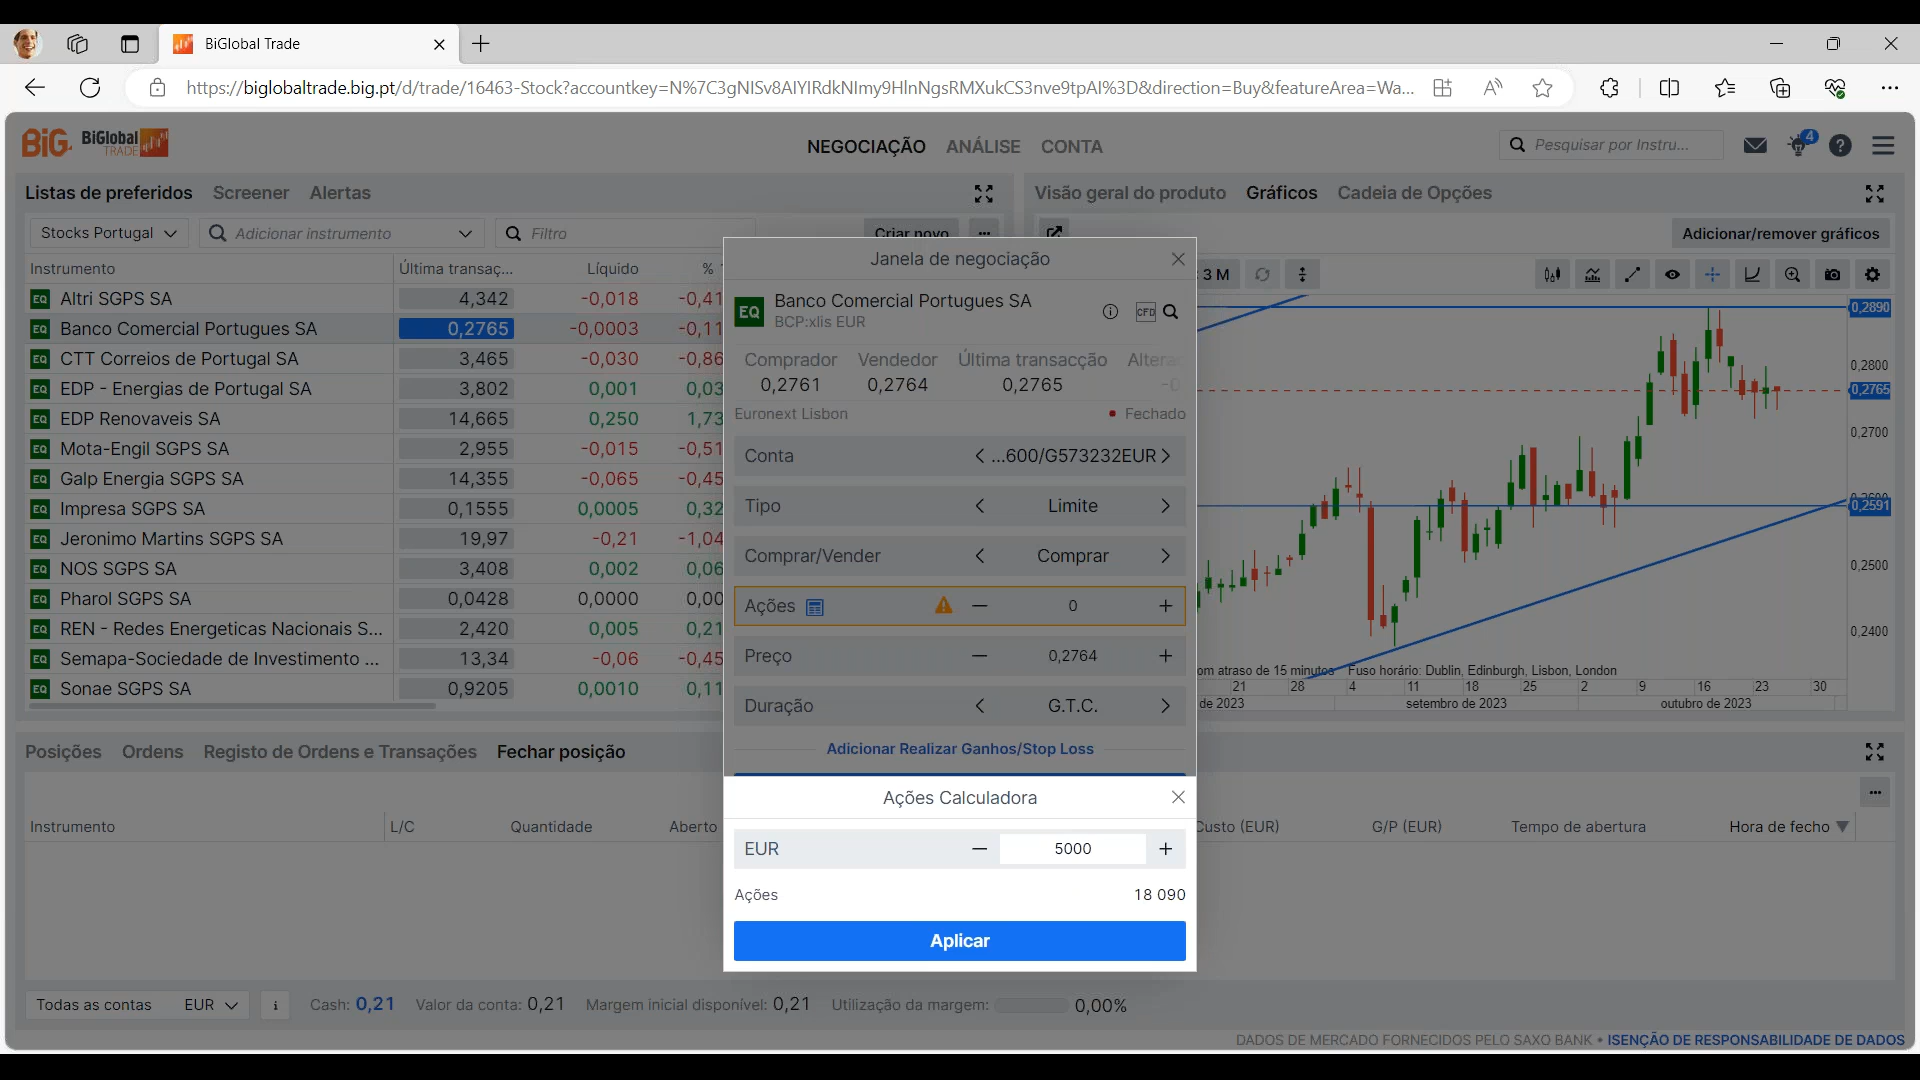 BiGlobal Trade
https://biglobaltrade.big.pt/d/trade/16463-Stock?accountkey=N%7C3gNISv8AlYIRdkNImy9HlnNgsRMXukCS3nve9tpAI%3D&direction=Buy&featureArea=Wa...
BiG BiGlobal TRADE
NEGOCIAÇÃO ANÁLISE CONTA
Pesquisar por Instru...
4
Listas de preferidos Screener Alertas
Visão geral do produto Gráficos Cadeia de Opções
Stocks Portugal Adicionar instrumento Filtro Criar novo ...
Adicionar/remover gráficos
Instrumento Última transaç... Líquido %
Altri SGPS SA 4,342 -0,018 -0,41
Banco Comercial Portugues SA 0,2765 -0,0003 -0,11
CTT Correios de Portugal SA 3,465 -0,030 -0,86
EDP - Energias de Portugal SA 3,802 0,001 0,03
EDP Renovaveis SA 14,665 0,250 1,73
Mota-Engil SGPS SA 2,955 -0,015 -0,51
Galp Energia SGPS SA 14,355 -0,065 -0,45
Impresa SGPS SA 0,1555 0,0005 0,32
Jeronimo Martins SGPS SA 19,97 -0,21 -1,04
NOS SGPS SA 3,408 0,002 0,06
Pharol SGPS SA 0,0428 0,0000 0,00
REN - Redes Energeticas Nacionais S... 2,420 0,005 0,21
Semapa-Sociedade de Investimento ... 13,34 -0,06 -0,45
Sonae SGPS SA 0,9205 0,0010 0,11
Janela de negociação
EQ Banco Comercial Portugues SA CFD
BCP:xlis EUR
Comprador Vendedor Última transacção Alterac
0,2761 0,2764 0,2765 -0
Euronext Lisbon Fechado
Conta ...600/G573232EUR
Tipo Limite
Comprar/Vender Comprar
Ações 0
Preço 0,2764
Duração G.T.C.
Adicionar Realizar Ganhos/Stop Loss
Ações Calculadora
EUR 5000
Ações 18 090
Aplicar
3 M
0,2890
0,2800
0,2765
0,2700
0,2591
0,2500
0,2400
om atraso de 15 minutos Fuso horário: Dublin, Edinburgh, Lisbon, London
21 28 4 11 18 25 2 9 16 23 30
de 2023 setembro de 2023 outubro de 2023
Posições Ordens Registo de Ordens e Transações Fechar posição
Instrumento L/C Quantidade Aberto Custo (EUR) G/P (EUR) Tempo de abertura Hora de fecho
Todas as contas EUR i Cash: 0,21 Valor da conta: 0,21 Margem inicial disponível: 0,21 Utilização da margem: 0,00%
DADOS DE MERCADO FORNECIDOS PELO SAXO BANK • ISENÇÃO DE RESPONSABILIDADE DE DADOS